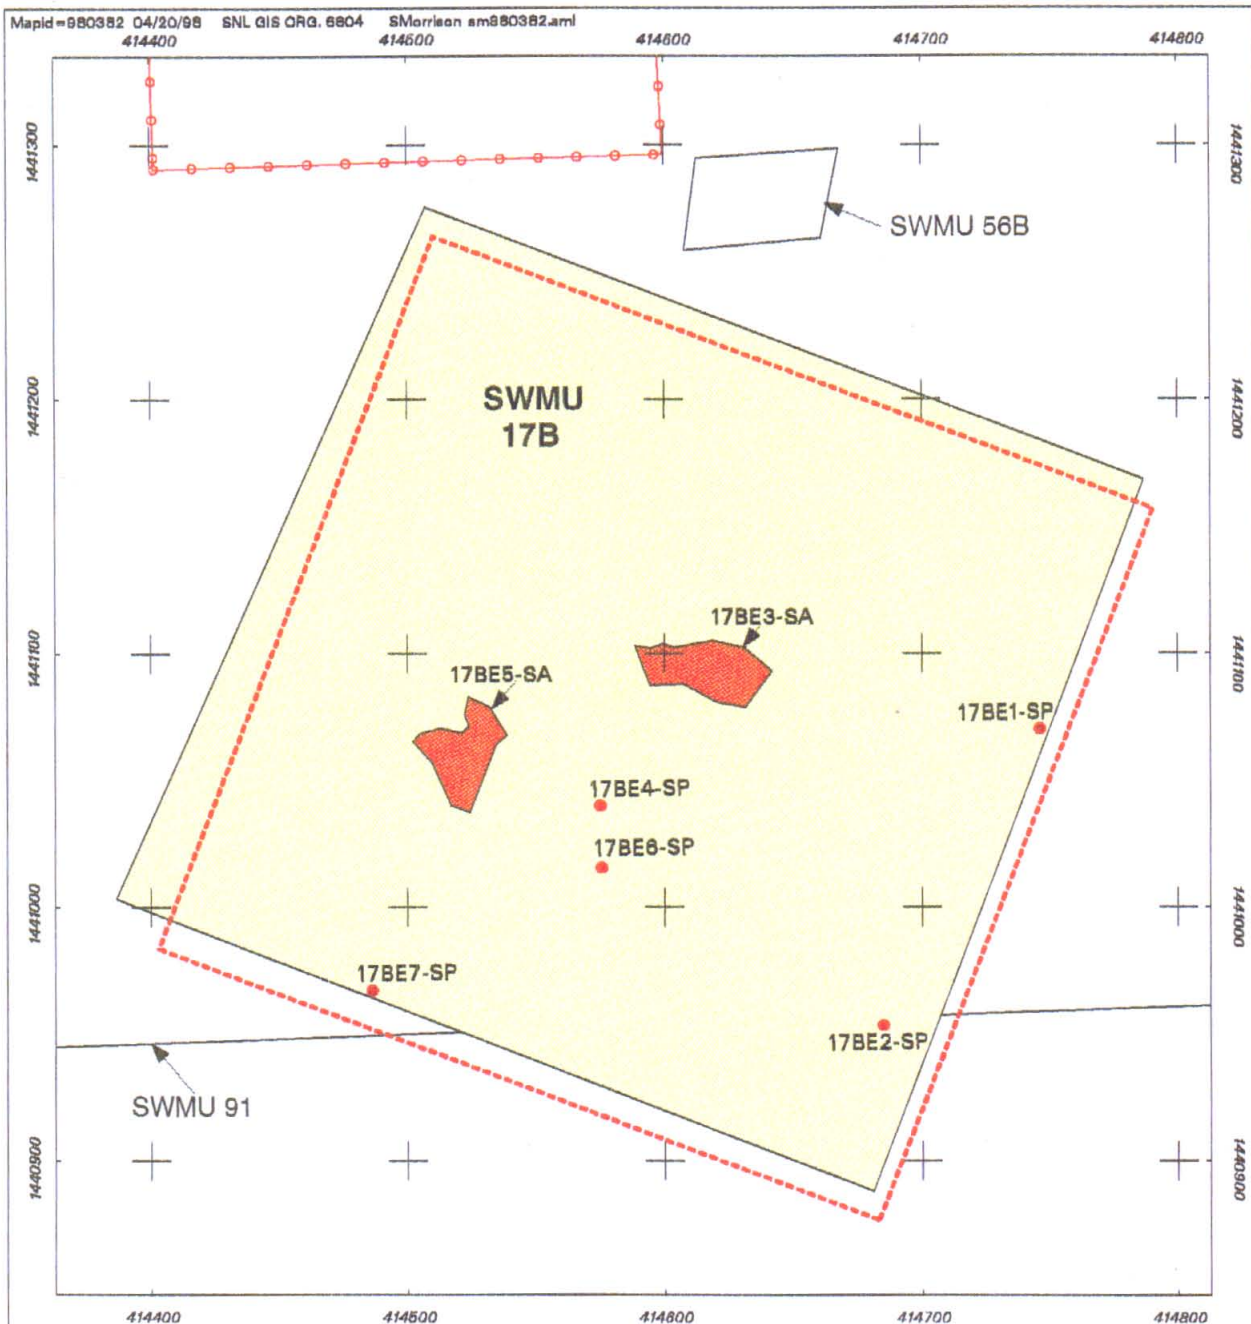 Mapid=980382 04/20/98 SNL GIS ORG. 6804 SMorrison sm980382.aml
414400 414500 414600 414700 414800
1441300
1441300
SWMU 56B
SWMU
17B
1441200
1441200
17BE3-SA
1441100
1441100
17BE5-SA
17BE1-SP
17BE4-SP
17BE6-SP
1441000
1441000
17BE7-SP
17BE2-SP
SWMU 91
1440900
1440900
414400 414500 414600 414700 414800